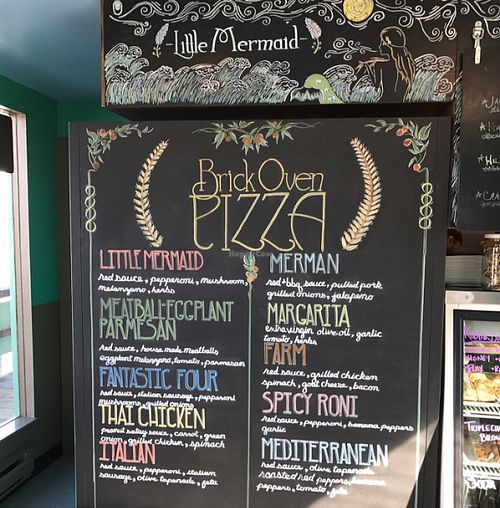 Little Mermaid
Brick Oven
PIZZA
LITTLE MERMAID
red sauce, pepperoni, mushroom,
melenzano, herbs
MEATBALL-EGGPLANT
PARMESAN
red sauce, house made meatballs
eggplant melenzano, tomato, parmesan
FANTASTIC FOUR
red sauce, italian sausage, pepperoni
mushrooms, grilled onions
THAI CHICKEN
peanut satay sauce, carrot, green
onion, grilled chicken, spinach
ITALIAN
red sauce, pepperoni, italian
sausage, olive tapenade, feta
MERMAN
red + bbq sauce, pulled pork
grilled onions, jalapeno
MARGARITA
extra virgin olive oil, garlic
tomato, herbs
FARM
red sauce, grilled chicken
spinach, goat cheese, bacon
SPICY RONI
red sauce, pepperoni, banana peppers
garlic
MEDITERRANEAN
red sauce, olive tapenade
roasted red peppers, banana
peppers, tomato, feta
HONEY